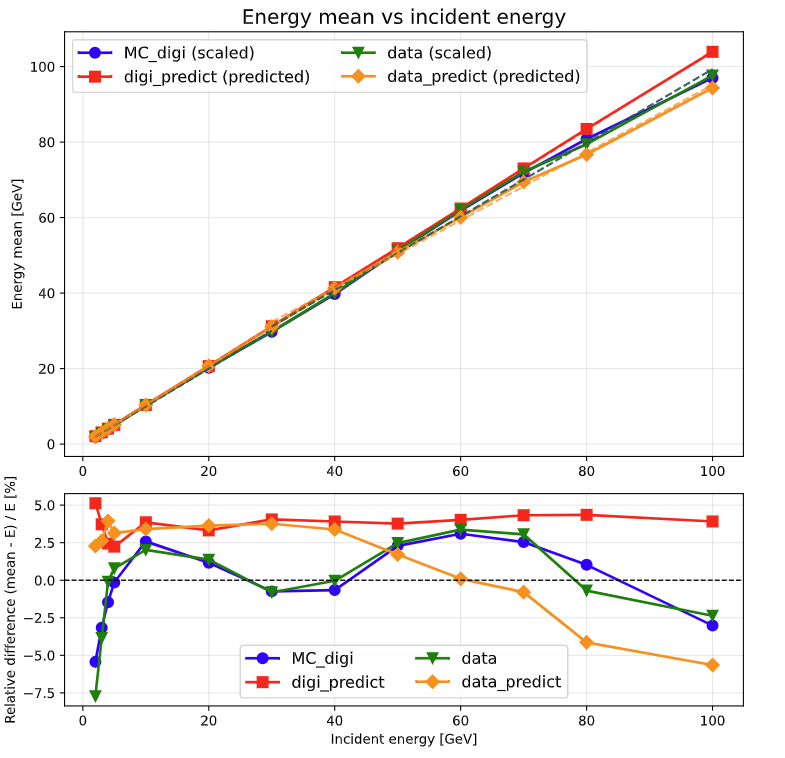 Energy mean vs incident energy
MC_digi (scaled)
data (scaled)
digi_predict (predicted)
data_predict (predicted)
Energy mean [GeV]
100
80
60
40
20
0
0 20 40 60 80 100
Relative difference (mean - E) / E [%]
5.0
2.5
0.0
−2.5
−5.0
−7.5
MC_digi
data
digi_predict
data_predict
0 20 40 60 80 100
Incident energy [GeV]